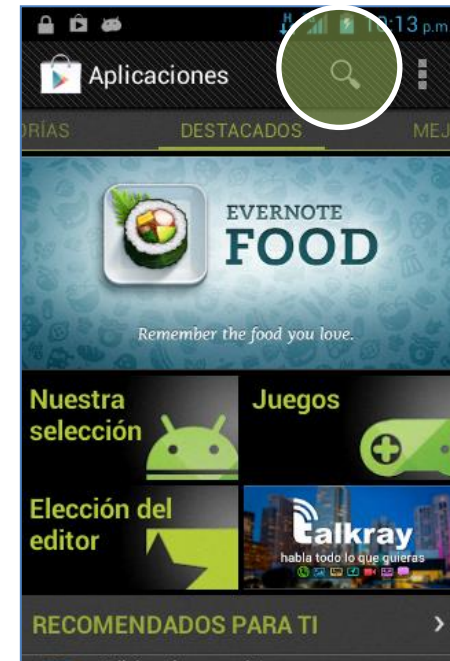 H
10:13 p.m.
Aplicaciones
RÍAS DESTACADOS MEJ
EVERNOTE
FOOD
Remember the food you love.
Nuestra
selección
Juegos
Elección del
editor
talkray
habla todo lo que quieras
RECOMENDADOS PARA TI